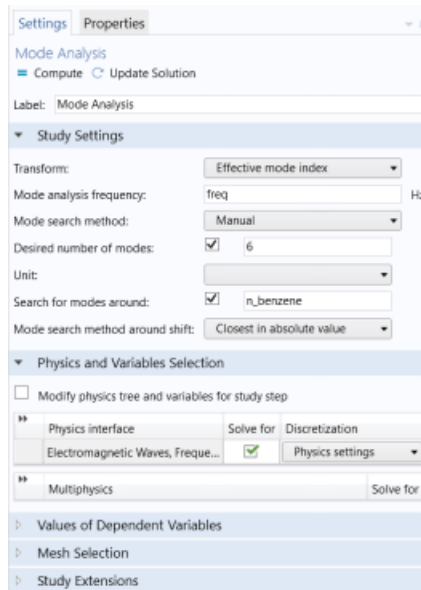 Settings Properties
Mode Analysis
= Compute Update Solution
Label: Mode Analysis
Study Settings
Transform: Effective mode index
Mode analysis frequency: freq Hz
Mode search method: Manual
Desired number of modes: 6
Unit:
Search for modes around: n_benzene
Mode search method around shift: Closest in absolute value
Physics and Variables Selection
Modify physics tree and variables for study step
Physics interface Solve for Discretization
Electromagnetic Waves, Freque... Physics settings
Multiphysics Solve for
Values of Dependent Variables
Mesh Selection
Study Extensions